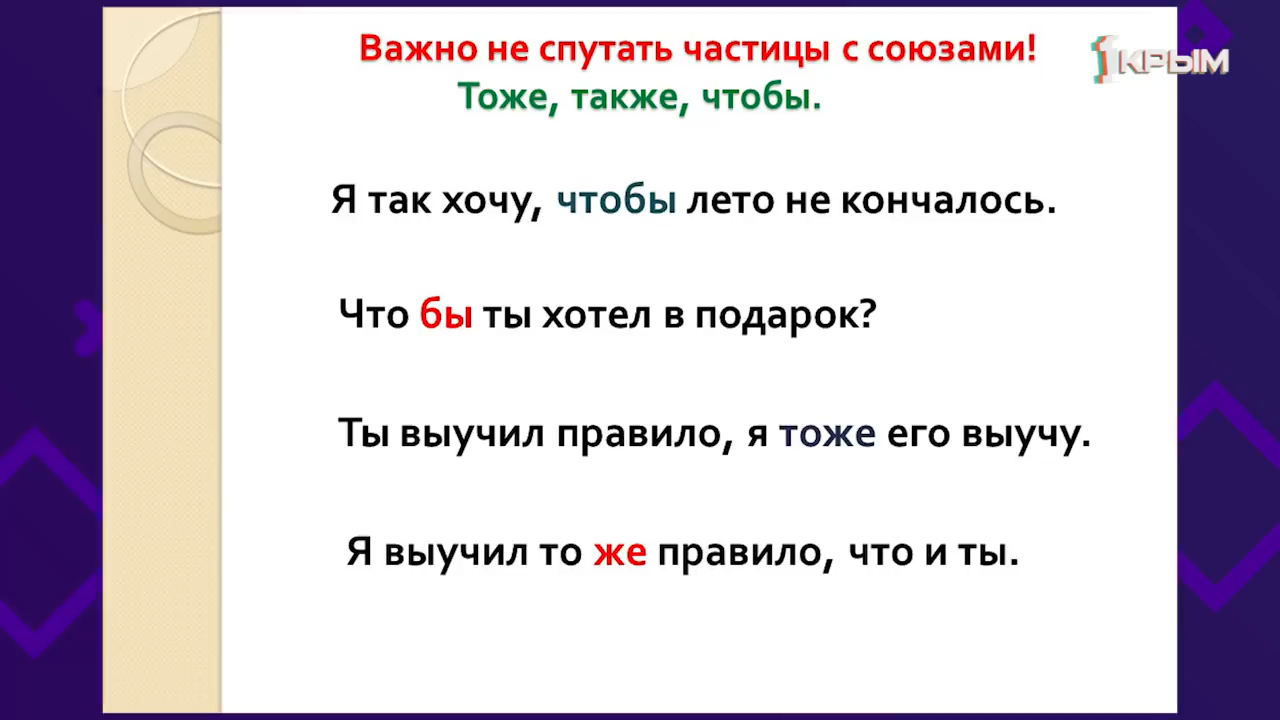 Важно не спутать частицы с союзами!
Тоже, также, чтобы.
1КРЫМ
Я так хочу, чтобы лето не кончалось.
Что бы ты хотел в подарок?
Ты выучил правило, я тоже его выучу.
Я выучил то же правило, что и ты.